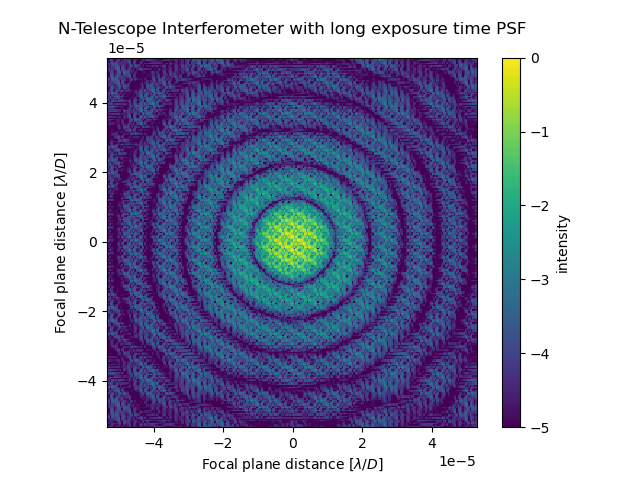 N-Telescope Interferometer with long exposure time PSF
1e−5
4
2
0
−2
−4
Focal plane distance [λ/D]
−4 −2 0 2 4
1e−5
Focal plane distance [λ/D]
0
−1
−2
−3
−4
−5
intensity